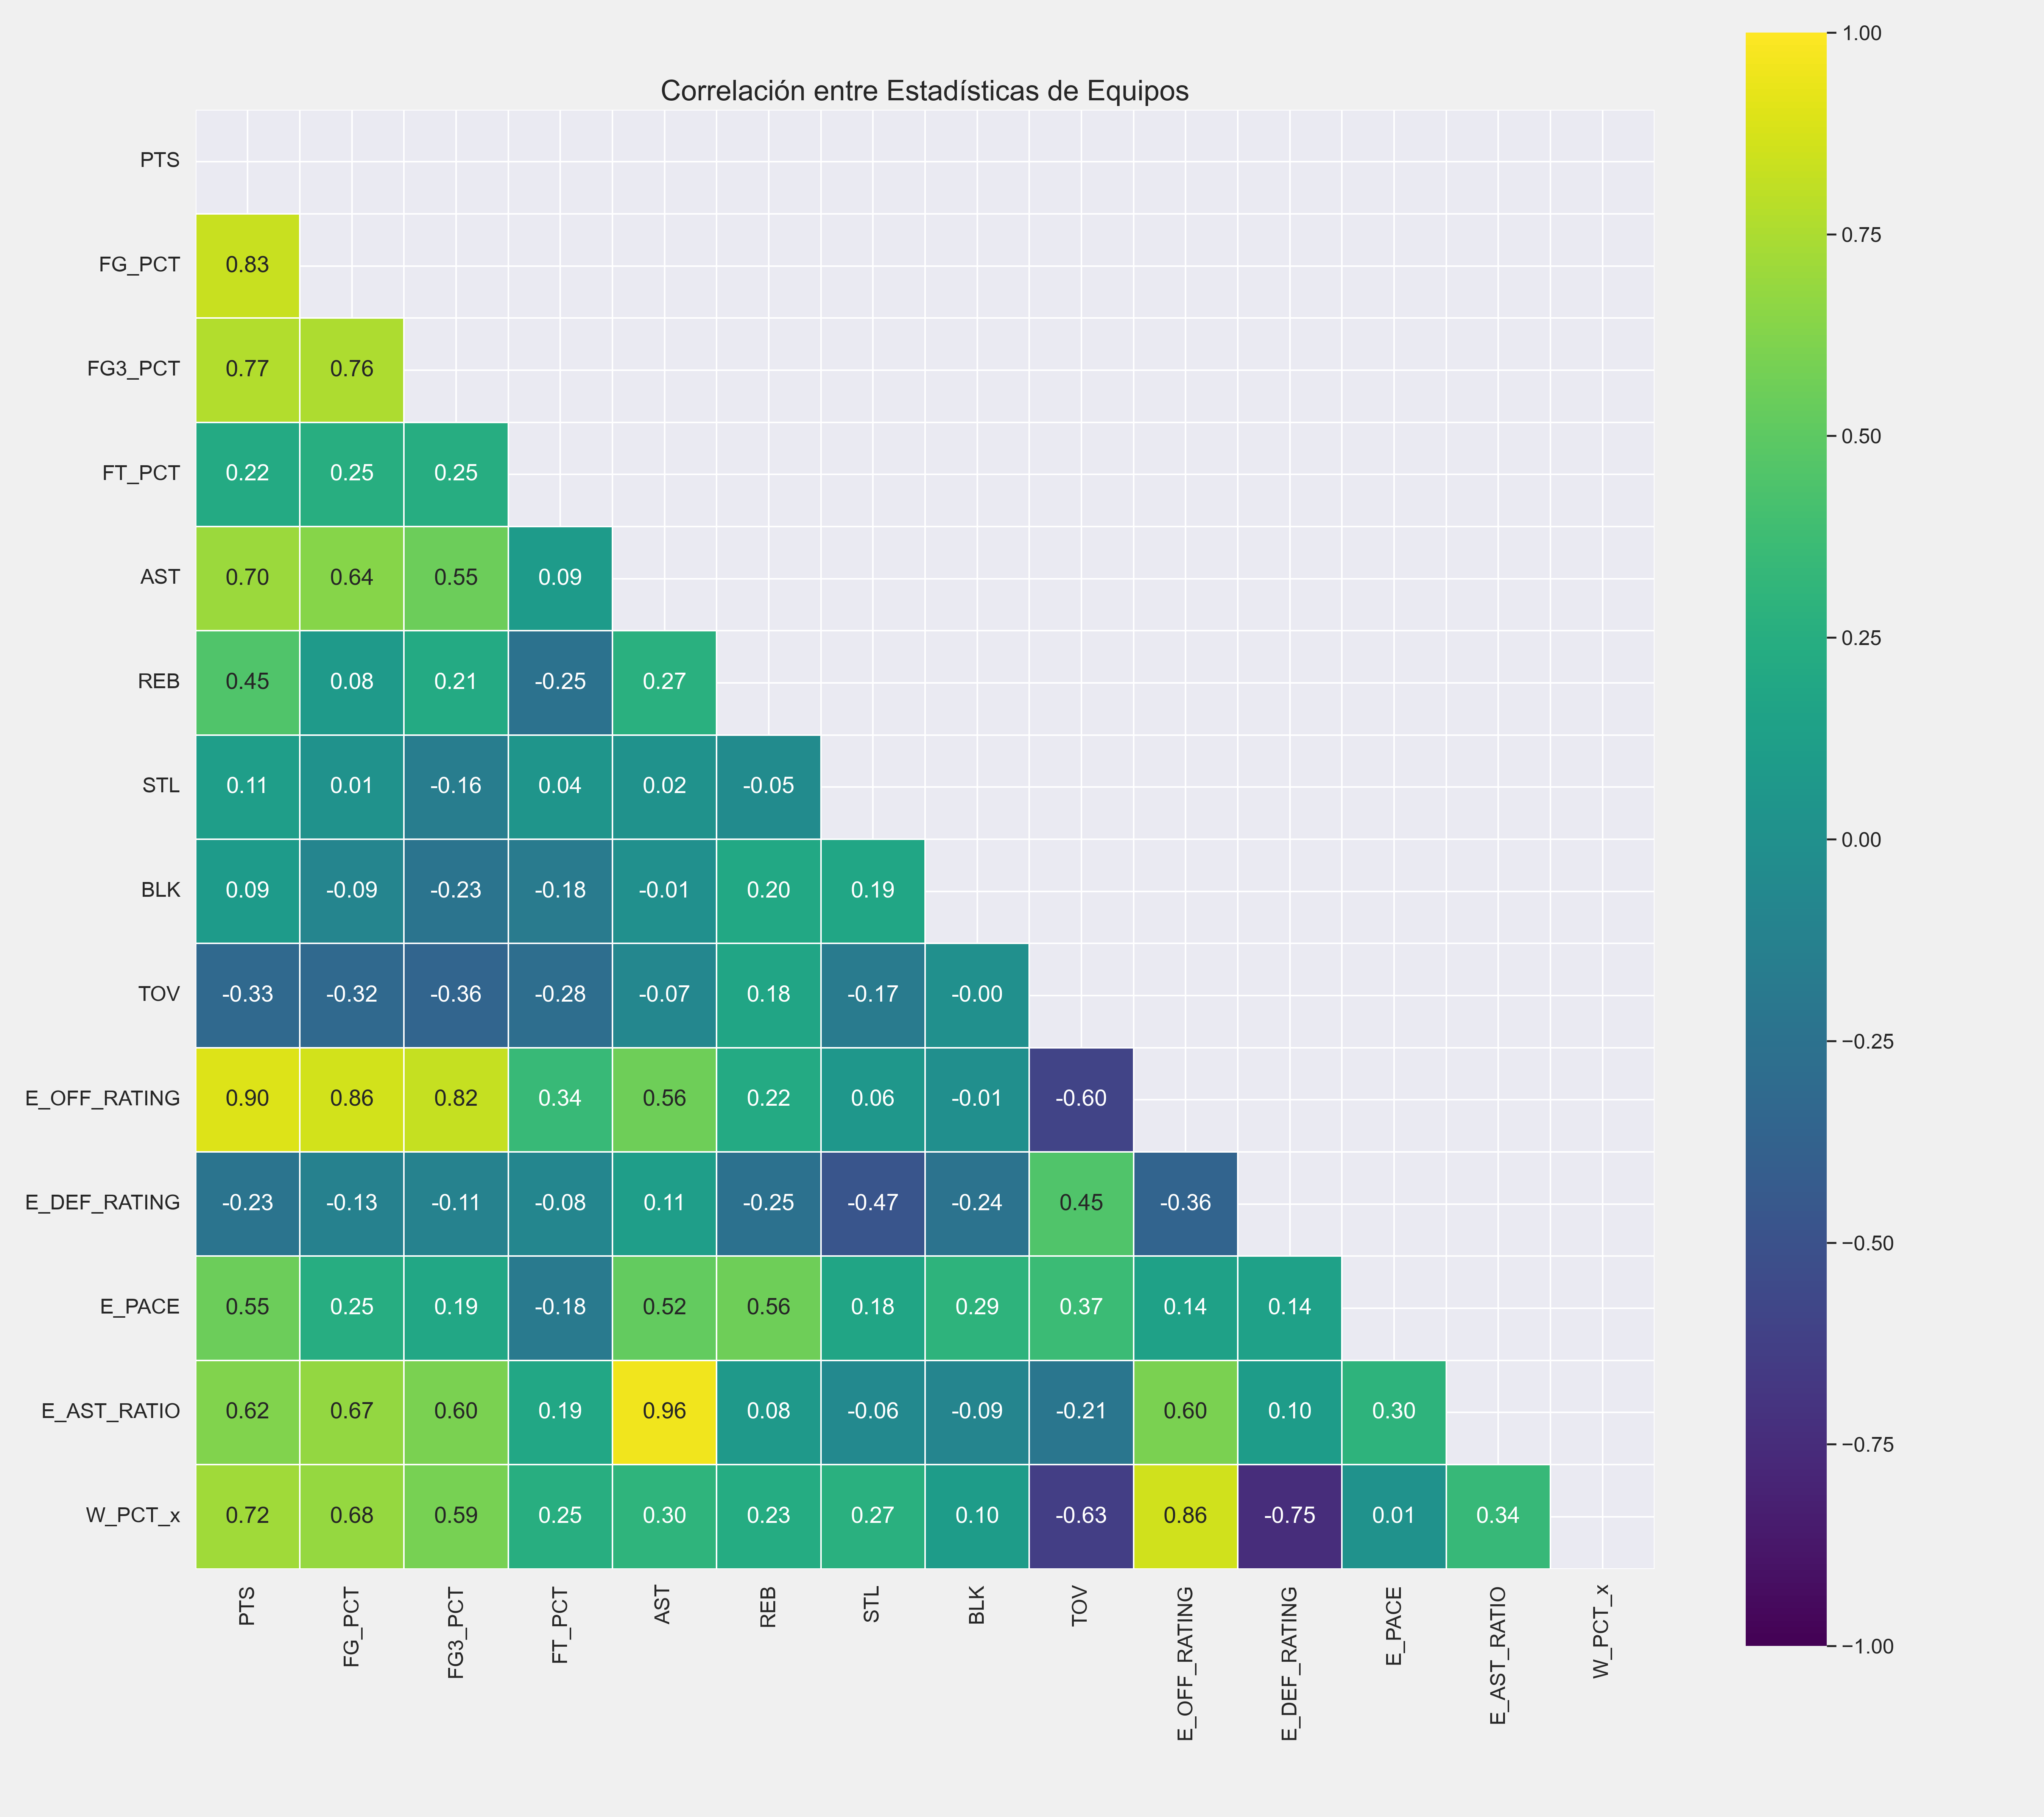 Correlación entre Estadísticas de Equipos
PTS
FG_PCT 0.83
FG3_PCT 0.77 0.76
FT_PCT 0.22 0.25 0.25
AST 0.70 0.64 0.55 0.09
REB 0.45 0.08 0.21 -0.25 0.27
STL 0.11 0.01 -0.16 0.04 0.02 -0.05
BLK 0.09 -0.09 -0.23 -0.18 -0.01 0.20 0.19
TOV -0.33 -0.32 -0.36 -0.28 -0.07 0.18 -0.17 -0.00
E_OFF_RATING 0.90 0.86 0.82 0.34 0.56 0.22 0.06 -0.01 -0.60
E_DEF_RATING -0.23 -0.13 -0.11 -0.08 0.11 -0.25 -0.47 -0.24 0.45 -0.36
E_PACE 0.55 0.25 0.19 -0.18 0.52 0.56 0.18 0.29 0.37 0.14 0.14
E_AST_RATIO 0.62 0.67 0.60 0.19 0.96 0.08 -0.06 -0.09 -0.21 0.60 0.10 0.30
W_PCT_x 0.72 0.68 0.59 0.25 0.30 0.23 0.27 0.10 -0.63 0.86 -0.75 0.01 0.34
PTS FG_PCT FG3_PCT FT_PCT AST REB STL BLK TOV E_OFF_RATING E_DEF_RATING E_PACE E_AST_RATIO W_PCT_x
1.00
0.75
0.50
0.25
0.00
−0.25
−0.50
−0.75
−1.00